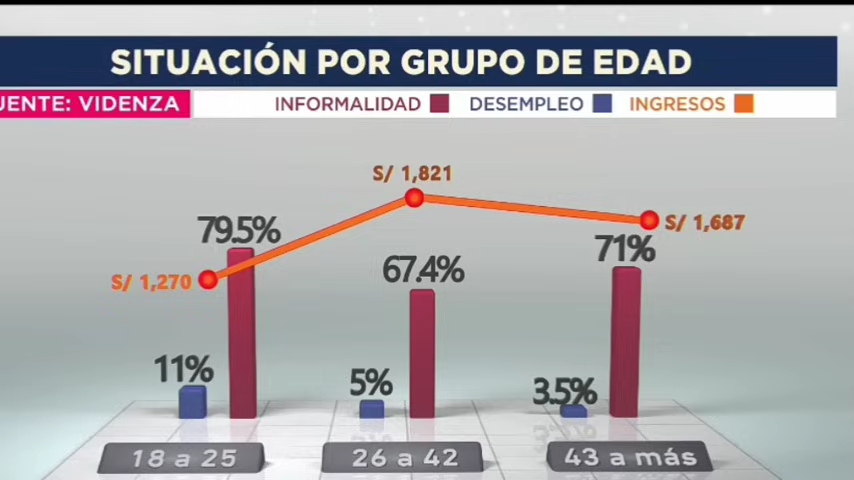 SITUACIÓN POR GRUPO DE EDAD
UENTE: VIDENZA
INFORMALIDAD DESEMPLEO INGRESOS
S/ 1,821
79.5%
S/ 1,687
71%
67.4%
S/ 1,270
11%
5%
3.5%
18 a 25
26 a 42
43 a más